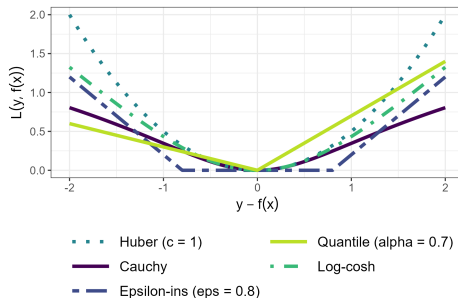 2.0
1.5
1.0
0.5
0.0
L(y, f(x))
-2
-1
0
1
2
y − f(x)
Huber (c = 1)
Quantile (alpha = 0.7)
Cauchy
Log-cosh
Epsilon-ins (eps = 0.8)